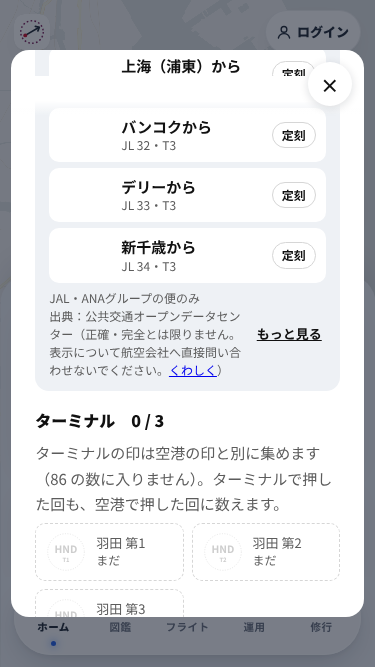 ログイン
上海（浦東）から
定刻
バンコクから
JL 32・T3
定刻
デリーから
JL 33・T3
定刻
新千歳から
JL 34・T3
定刻
JAL・ANAグループの便のみ
出典：公共交通オープンデータセン
ター（正確・完全とは限りません。
表示について航空会社へ直接問い合
わせないでください。くわしく）
もっと見る
ターミナル 0 / 3
ターミナルの印は空港の印と別に集めます
（86 の数に入りません）。ターミナルで押し
た回も、空港で押した回に数えます。
HND
T1
羽田 第1
まだ
HND
T2
羽田 第2
まだ
HND
羽田 第3
ホーム
図鑑
フライト
運用
修行